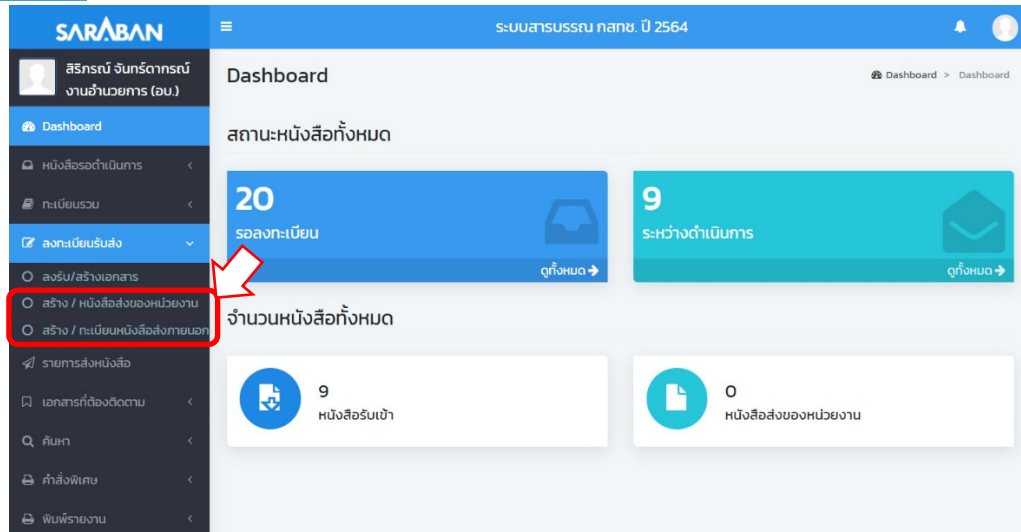 SARABAN
ระบบสารบรรณ กสทช. ปี 2564
สิริภรณ์ จันทร์ดาภรณ์
งานอำนวยการ (อบ.)
Dashboard
Dashboard > Dashboard
Dashboard
หนังสือรอดำเนินการ
ทะเบียนรวม
ลงทะเบียนรับส่ง
ลงรับ/สร้างเอกสาร
สร้าง / หนังสือส่งของหน่วยงาน
สร้าง / ทะเบียนหนังสือส่งภายนอก
รายการส่งหนังสือ
เอกสารที่ต้องติดตาม
ค้นหา
คำสั่งพิเศษ
พิมพ์รายงาน
สถานะหนังสือทั้งหมด
20
รอลงทะเบียน
ดูทั้งหมด
9
ระหว่างดำเนินการ
ดูทั้งหมด
จำนวนหนังสือทั้งหมด
9
หนังสือรับเข้า
0
หนังสือส่งของหน่วยงาน